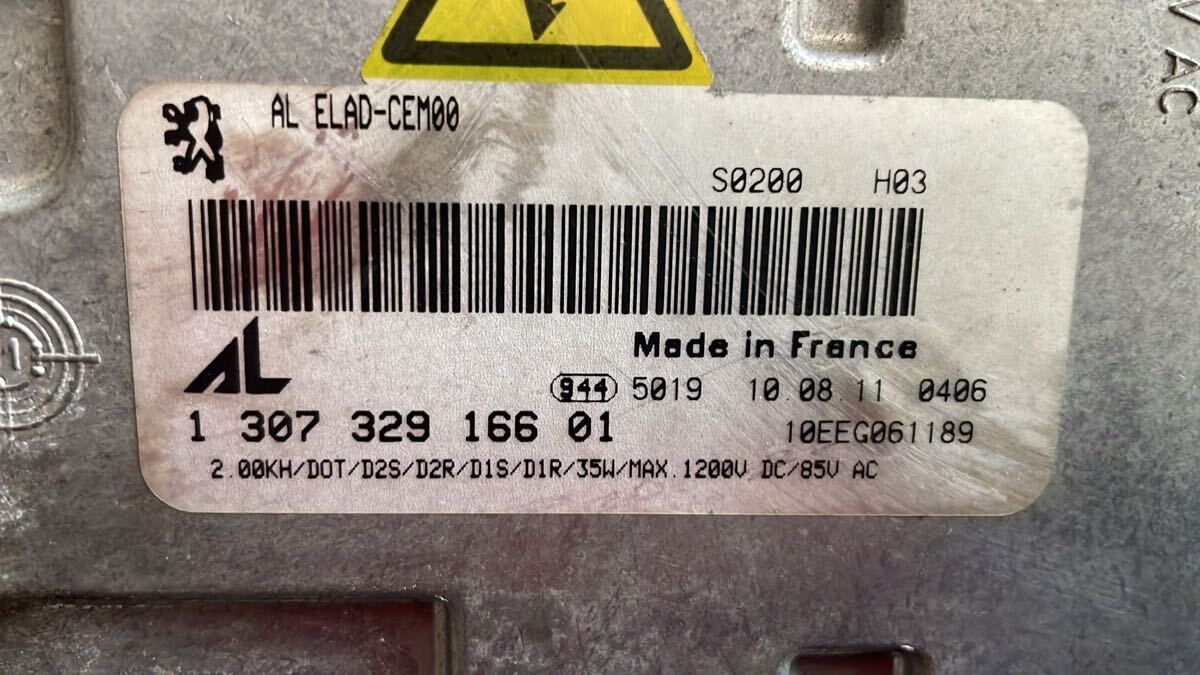 AL ELAD-CEM00
S0200 H03
Made in France
AL
944 5019 10.08.11 0406
1 307 329 166 01 10EEG061189
2.00KH/DOT/D2S/D2R/D1S/D1R/35W/MAX.1200V DC/85V AC
V AC